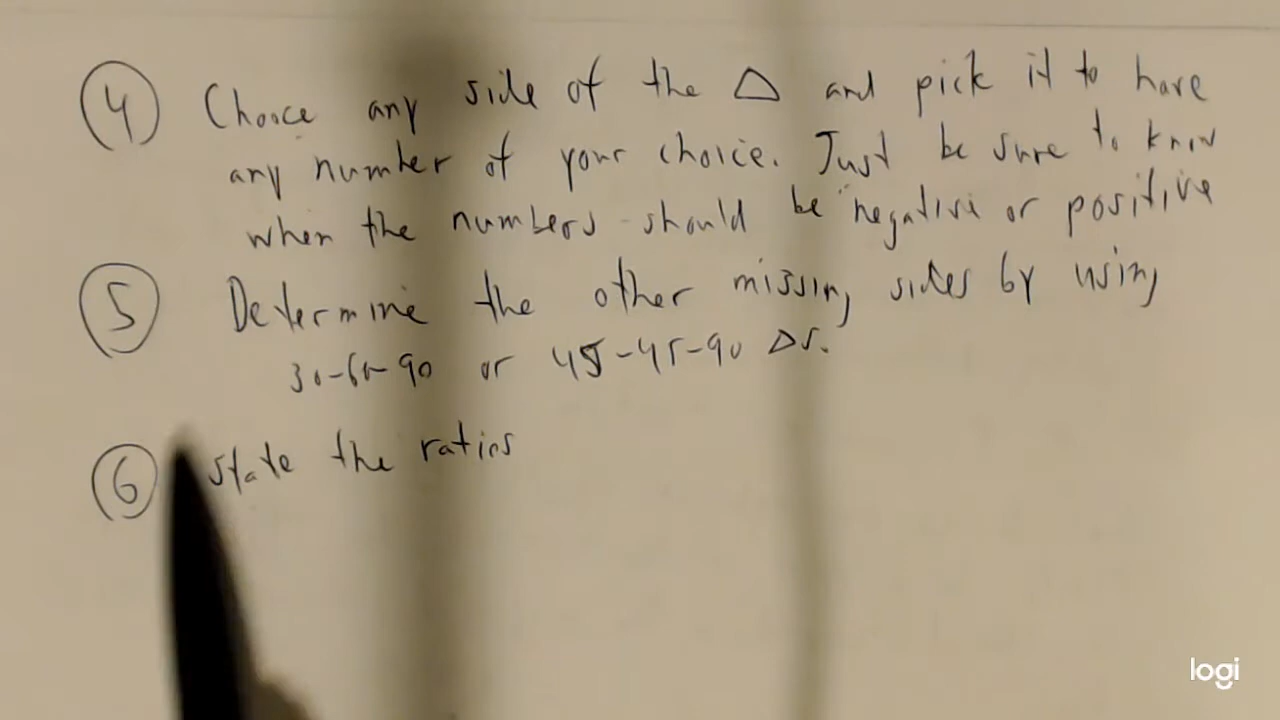 4 Choose any side of the △ and pick it to have
any number of your choice. Just be sure to know
when the numbers should be negative or positive
5 Determine the other missing sides by using
30-60-90 or 45-45-90 △s.
6 state the ratios
logi